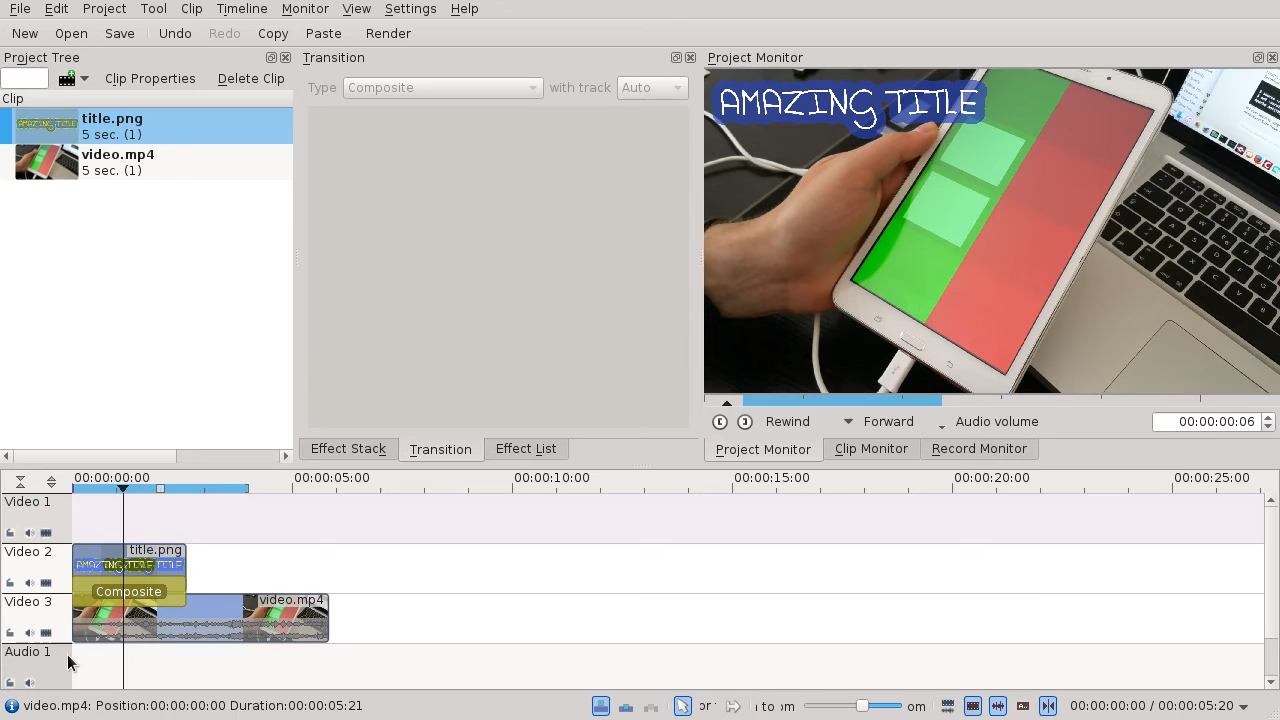 File Edit Project Tool Clip Timeline Monitor View Settings Help
New Open Save Undo Redo Copy Paste Render
Project Tree
Transition
Project Monitor
Clip Properties Delete Clip
Type Composite with track Auto
Clip
title.png
5 sec. (1)
video.mp4
5 sec. (1)
AMAZING TITLE
Rewind Forward Audio volume 00:00:00:06
Effect Stack Transition Effect List
Project Monitor Clip Monitor Record Monitor
00:00:00:00 00:00:05:00 00:00:10:00 00:00:15:00 00:00:20:00 00:00:25:00
Video 1
Video 2
title.png
AMAZING TITLE TITLE
Composite
Video 3
video.mp4
Audio 1
video.mp4: Position:00:00:00:00 Duration:00:00:05:21
00:00:00:00 / 00:00:05:20